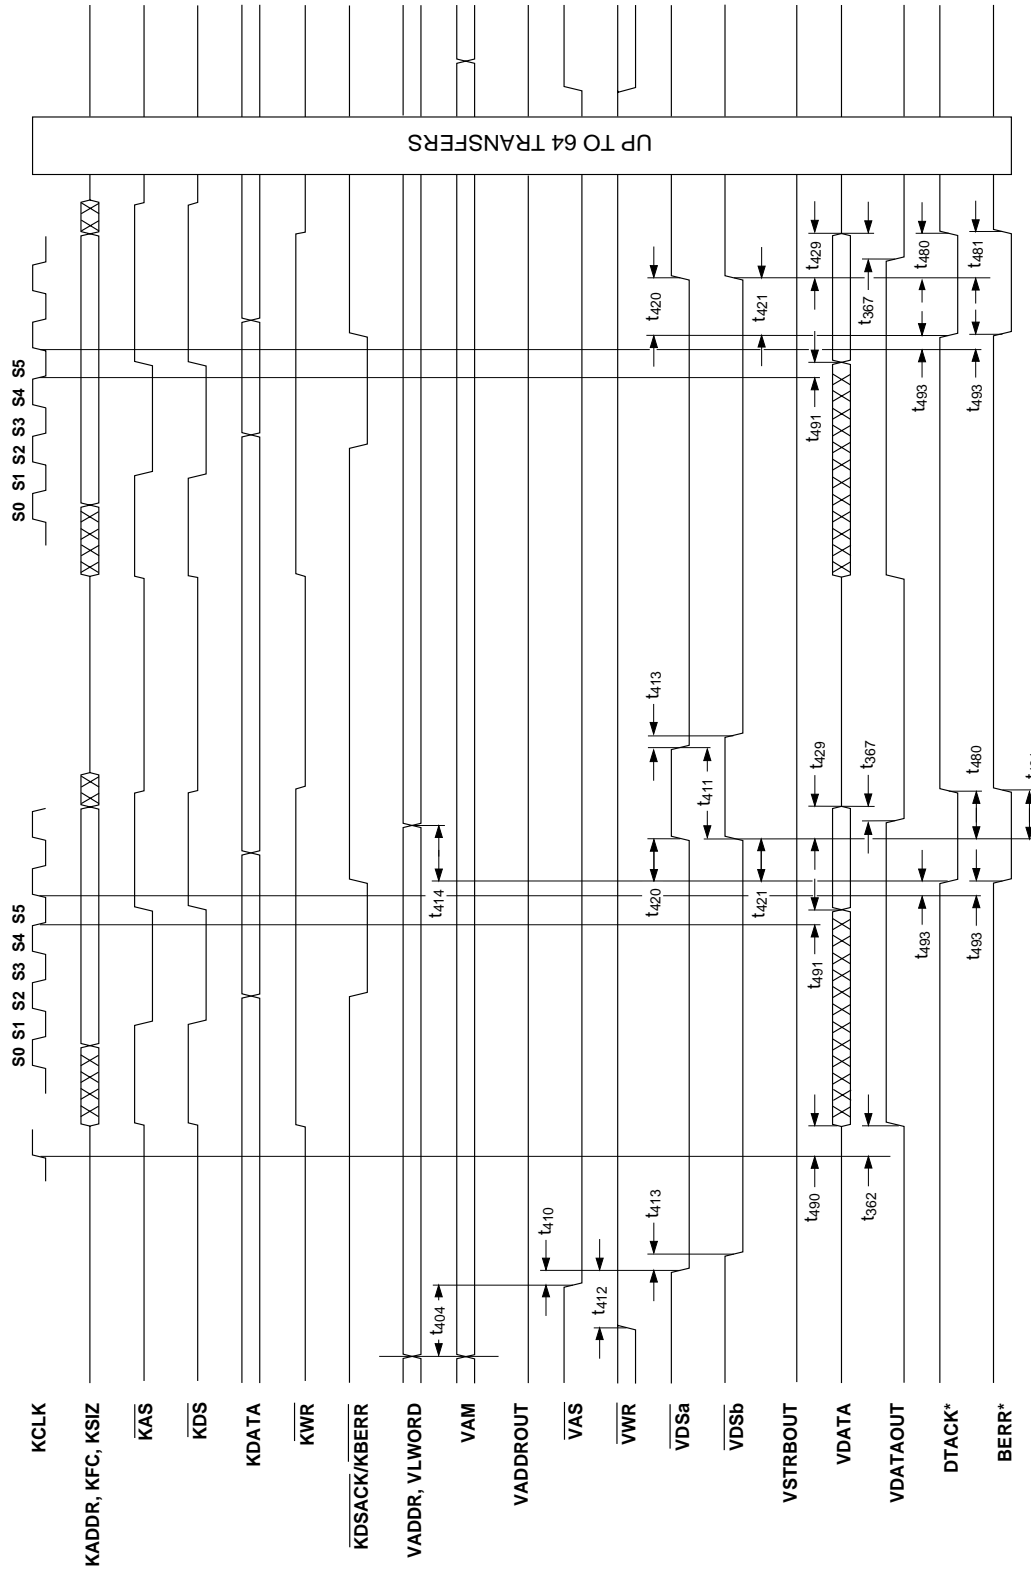 S0 S1 S2 S3 S4 S5 S0 S1 S2 S3 S4 S5
KCLK
KADDR, KFC, KSIZ
KAS
KDS
KDATA
KWR
KDSACK/KBERR
VADDR, VLWORD
t404 t414
VAM
VADDROUT
t410
VAS
t412
VWR
t413 t420 t413 t420
VDSa
t411
VDSb
t421 t421
VSTRBOUT
t490 t491 t429 t491 t429
VDATA
t362 t367 t367
VDATAOUT
t493 t493 t480
DTACK*
t493 t480 t493 t481
BERR*
UP TO 64 TRANSFERS